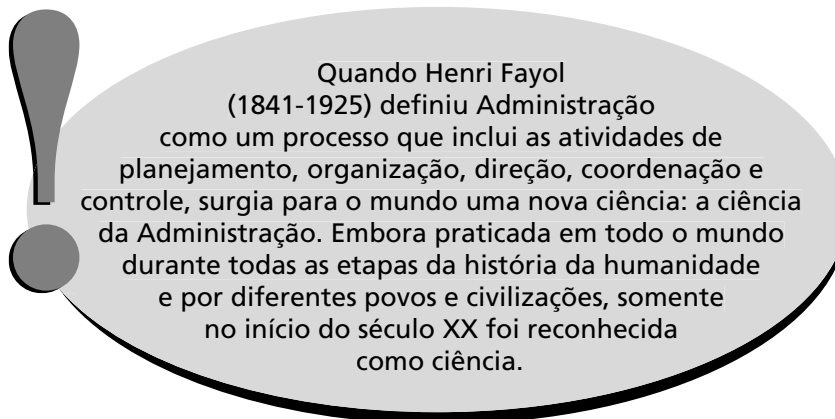 Quando Henri Fayol
(1841-1925) definiu Administração
como um processo que inclui as atividades de
planejamento, organização, direção, coordenação e
controle, surgia para o mundo uma nova ciência: a ciência
da Administração. Embora praticada em todo o mundo
durante todas as etapas da história da humanidade
e por diferentes povos e civilizações, somente
no início do século XX foi reconhecida
como ciência.